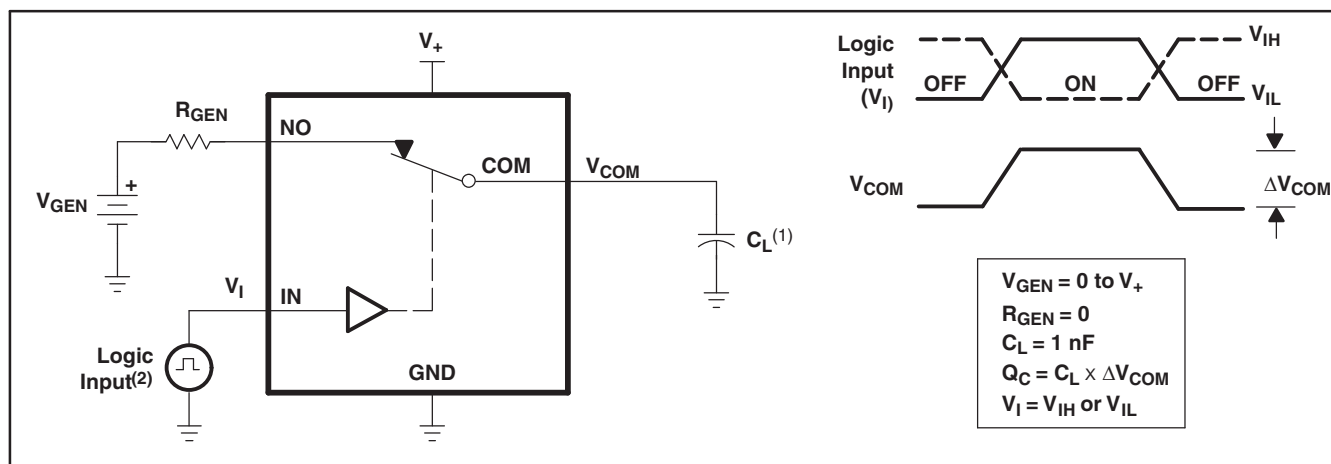 V+
RGEN
NO
COM
VCOM
VGEN
+
CL(1)
VI
IN
Logic
Input(2)
GND
Logic
Input
(VI)
OFF
ON
OFF
VIH
VIL
VCOM
ΔVCOM
VGEN = 0 to V+
RGEN = 0
CL = 1 nF
QC = CL x ΔVCOM
VI = VIH or VIL